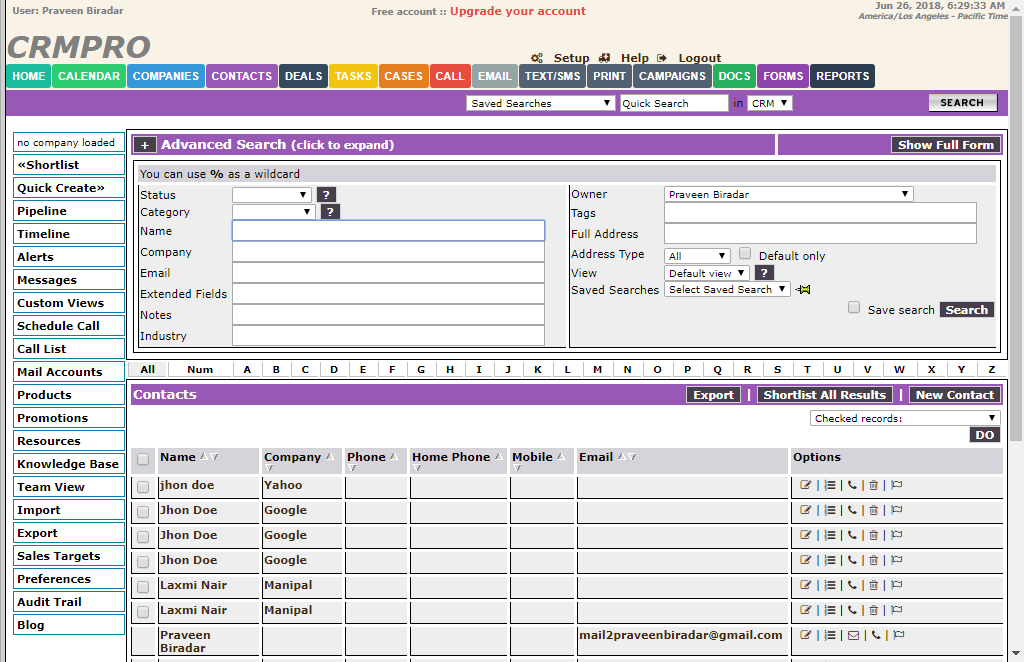 User: Praveen Biradar
Free account :: Upgrade your account
Jun 26, 2018, 6:29:33 AM
America/Los Angeles - Pacific Time
CRMPRO
Setup Help Logout
HOME CALENDAR COMPANIES CONTACTS DEALS TASKS CASES CALL EMAIL TEXT/SMS PRINT CAMPAIGNS DOCS FORMS REPORTS
Saved Searches Quick Search in CRM SEARCH
no company loaded
«Shortlist
Quick Create»
Pipeline
Timeline
Alerts
Messages
Custom Views
Schedule Call
Call List
Mail Accounts
Products
Promotions
Resources
Knowledge Base
Team View
Import
Export
Sales Targets
Preferences
Audit Trail
Blog
+ Advanced Search (click to expand) Show Full Form
You can use % as a wildcard
Status ?
Category ?
Name
Company
Email
Extended Fields
Notes
Industry
Owner Praveen Biradar
Tags
Full Address
Address Type All Default only
View Default view ?
Saved Searches Select Saved Search
Save search Search
All Num A B C D E F G H I J K L M N O P Q R S T U V W X Y Z
Contacts Export | Shortlist All Results | New Contact
Checked records:
DO
Name Company Phone Home Phone Mobile Email Options
jhon doe Yahoo | | | |
Jhon Doe Google | | | |
Jhon Doe Google | | | |
Jhon Doe Google | | | |
Laxmi Nair Manipal | | | |
Laxmi Nair Manipal | | | |
Praveen Biradar mail2praveenbiradar@gmail.com | | | |